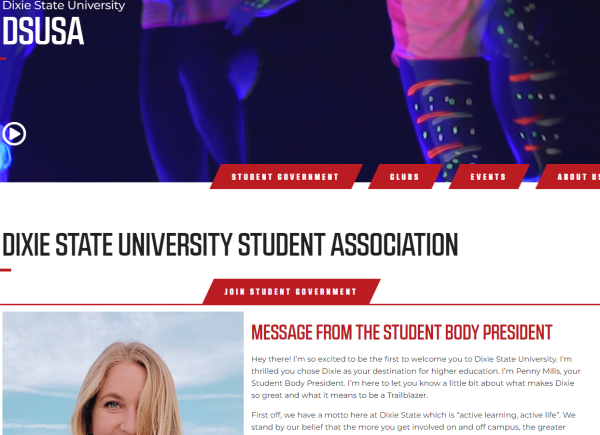 Dixie State University
DSUSA
STUDENT GOVERNMENT
CLUBS
EVENTS
ABOUT US
DIXIE STATE UNIVERSITY STUDENT ASSOCIATION
JOIN STUDENT GOVERNMENT
MESSAGE FROM THE STUDENT BODY PRESIDENT
Hey there! I'm so excited to be the first to welcome you to Dixie State University. I'm
thrilled you chose Dixie as your destination for higher education. I'm Penny Mills, your
Student Body President. I'm here to let you know a little bit about what makes Dixie
so great and what it means to be a Trailblazer.
First off, we have a motto here at Dixie State which is “active learning, active life”. We
stand by our belief that the more you get involved on and off campus, the greater